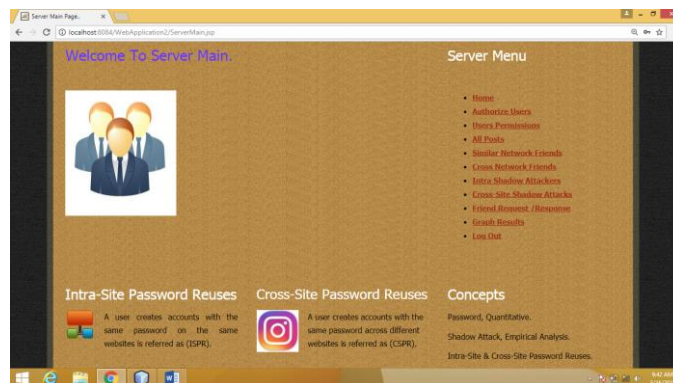 Server Main Page..
localhost:8084/WebApplication2/ServerMain.jsp
Welcome To Server Main.
Server Menu
Home
Authorize Users
Users Permissions
All Posts
Similar Network Friends
Cross Network Friends
Intra Shadow Attackers
Cross-Site Shadow Attacks
Friend Request /Response
Graph Results
Log Out
Intra-Site Password Reuses
A user creates accounts with the
same password on the same
websites is referred as (ISPR).
Cross-Site Password Reuses
A user creates accounts with the
same password across different
websites is referred as (CSPR).
Concepts
Password, Quantitative.
Shadow Attack, Empirical Analysis.
Intra-Site & Cross-Site Password Reuses.
9:42 AM